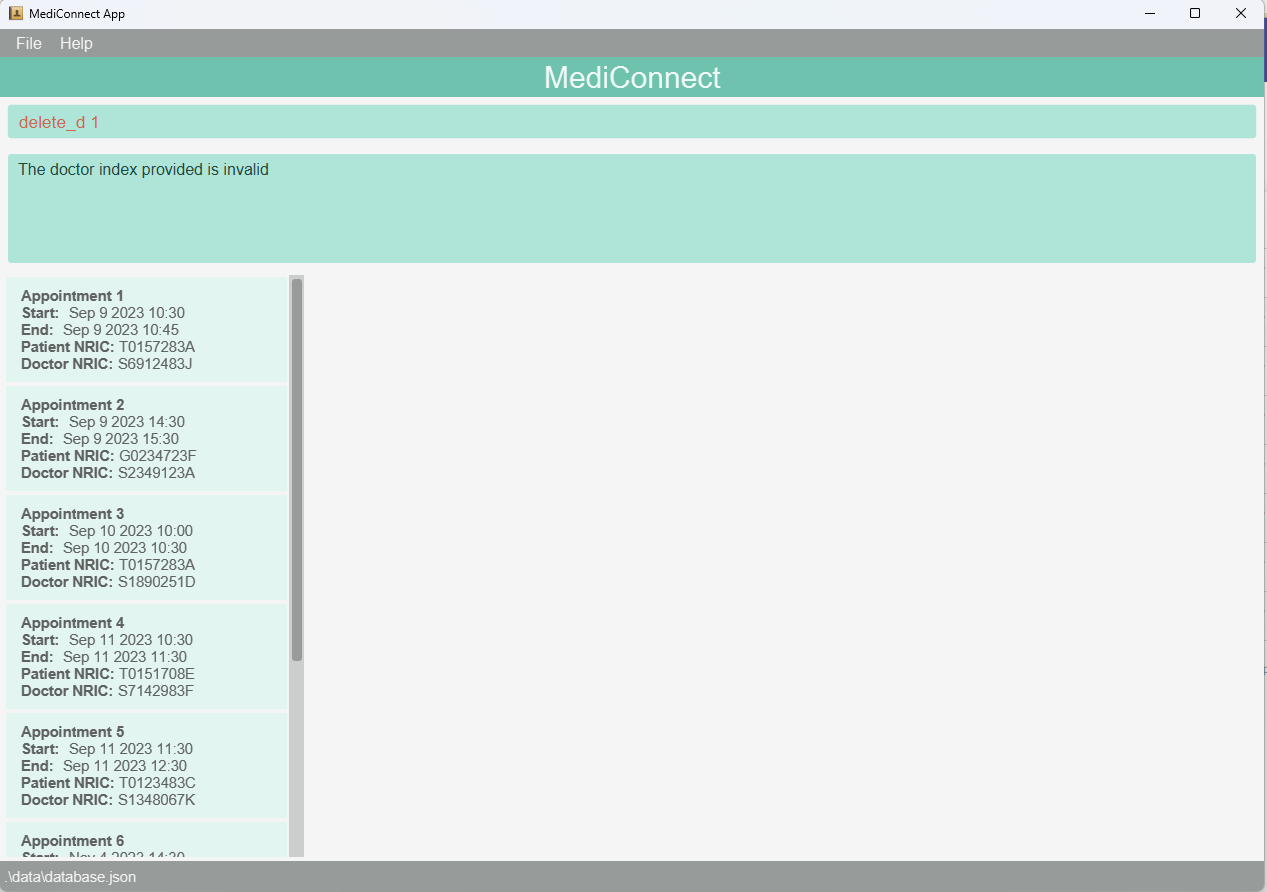 MediConnect App
File Help
MediConnect
delete_d 1
The doctor index provided is invalid
Appointment 1
Start: Sep 9 2023 10:30
End: Sep 9 2023 10:45
Patient NRIC: T0157283A
Doctor NRIC: S6912483J
Appointment 2
Start: Sep 9 2023 14:30
End: Sep 9 2023 15:30
Patient NRIC: G0234723F
Doctor NRIC: S2349123A
Appointment 3
Start: Sep 10 2023 10:00
End: Sep 10 2023 10:30
Patient NRIC: T0157283A
Doctor NRIC: S1890251D
Appointment 4
Start: Sep 11 2023 10:30
End: Sep 11 2023 11:30
Patient NRIC: T0151708E
Doctor NRIC: S7142983F
Appointment 5
Start: Sep 11 2023 11:30
End: Sep 11 2023 12:30
Patient NRIC: T0123483C
Doctor NRIC: S1348067K
Appointment 6
Start: Nov 4 2023 14:30
.\data\database.json